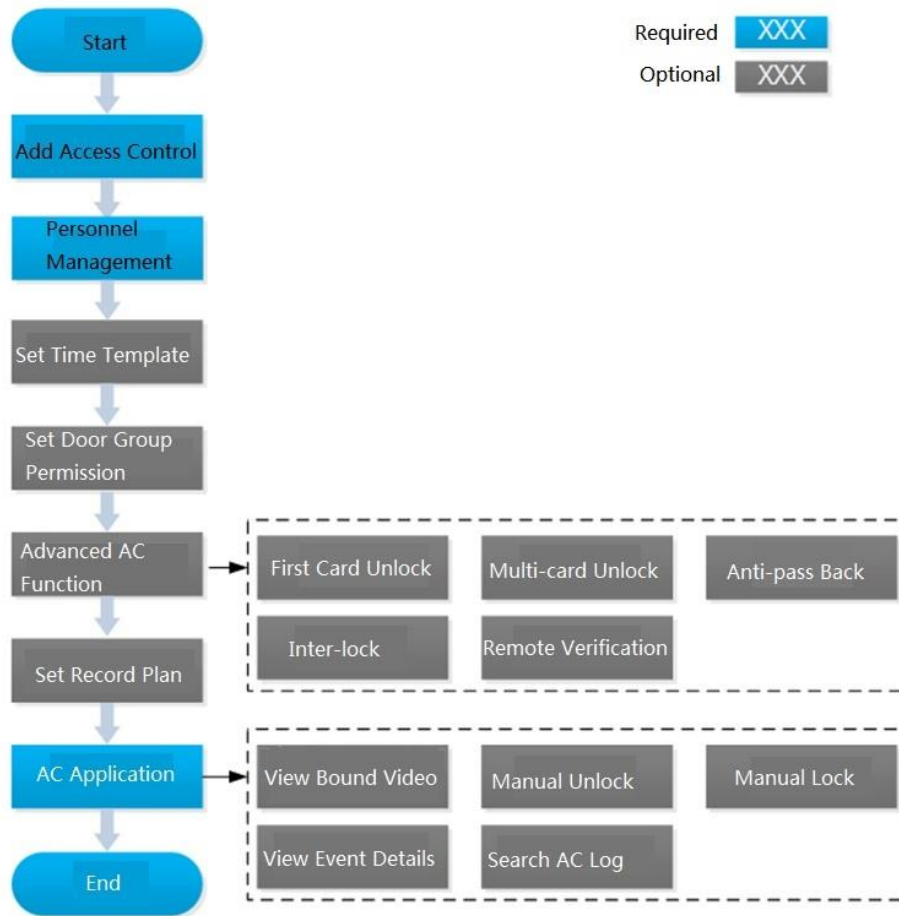 Start
Required XXX
Optional XXX
Add Access Control
Personnel
Management
Set Time Template
Set Door Group
Permission
Advanced AC
Function
First Card Unlock
Multi-card Unlock
Anti-pass Back
Inter-lock
Remote Verification
Set Record Plan
AC Application
View Bound Video
Manual Unlock
Manual Lock
View Event Details
Search AC Log
End